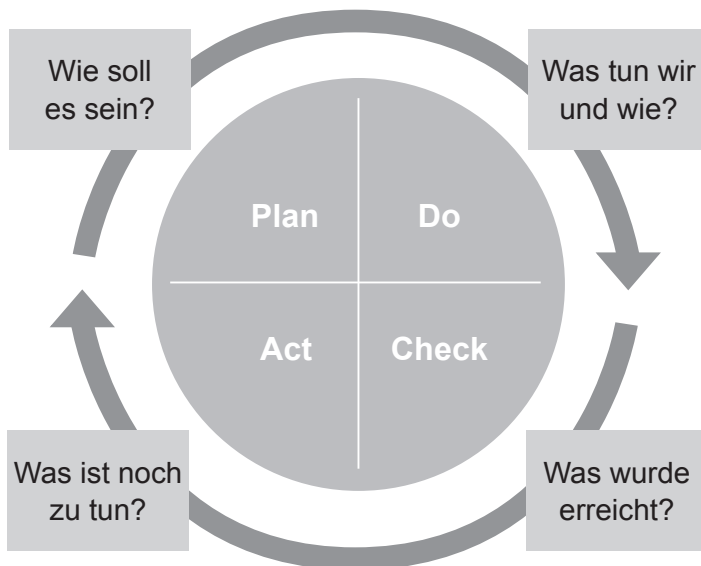 Wie soll
es sein?
Was tun wir
und wie?
Plan
Do
Act
Check
Was ist noch
zu tun?
Was wurde
erreicht?